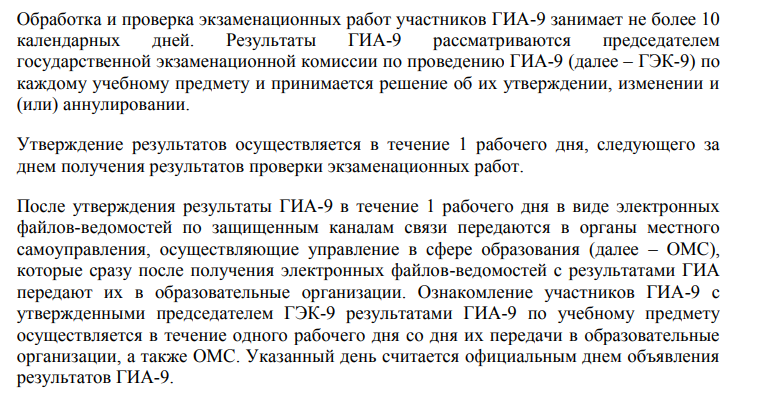 Обработка и проверка экзаменационных работ участников ГИА-9 занимает не более 10
календарных дней. Результаты ГИА-9 рассматриваются председателем
государственной экзаменационной комиссии по проведению ГИА-9 (далее – ГЭК-9) по
каждому учебному предмету и принимается решение об их утверждении, изменении и
(или) аннулировании.
Утверждение результатов осуществляется в течение 1 рабочего дня, следующего за
днем получения результатов проверки экзаменационных работ.
После утверждения результаты ГИА-9 в течение 1 рабочего дня в виде электронных
файлов-ведомостей по защищенным каналам связи передаются в органы местного
самоуправления, осуществляющие управление в сфере образования (далее – ОМС),
которые сразу после получения электронных файлов-ведомостей с результатами ГИА
передают их в образовательные организации. Ознакомление участников ГИА-9 с
утвержденными председателем ГЭК-9 результатами ГИА-9 по учебному предмету
осуществляется в течение одного рабочего дня со дня их передачи в образовательные
организации, а также ОМС. Указанный день считается официальным днем объявления
результатов ГИА-9.